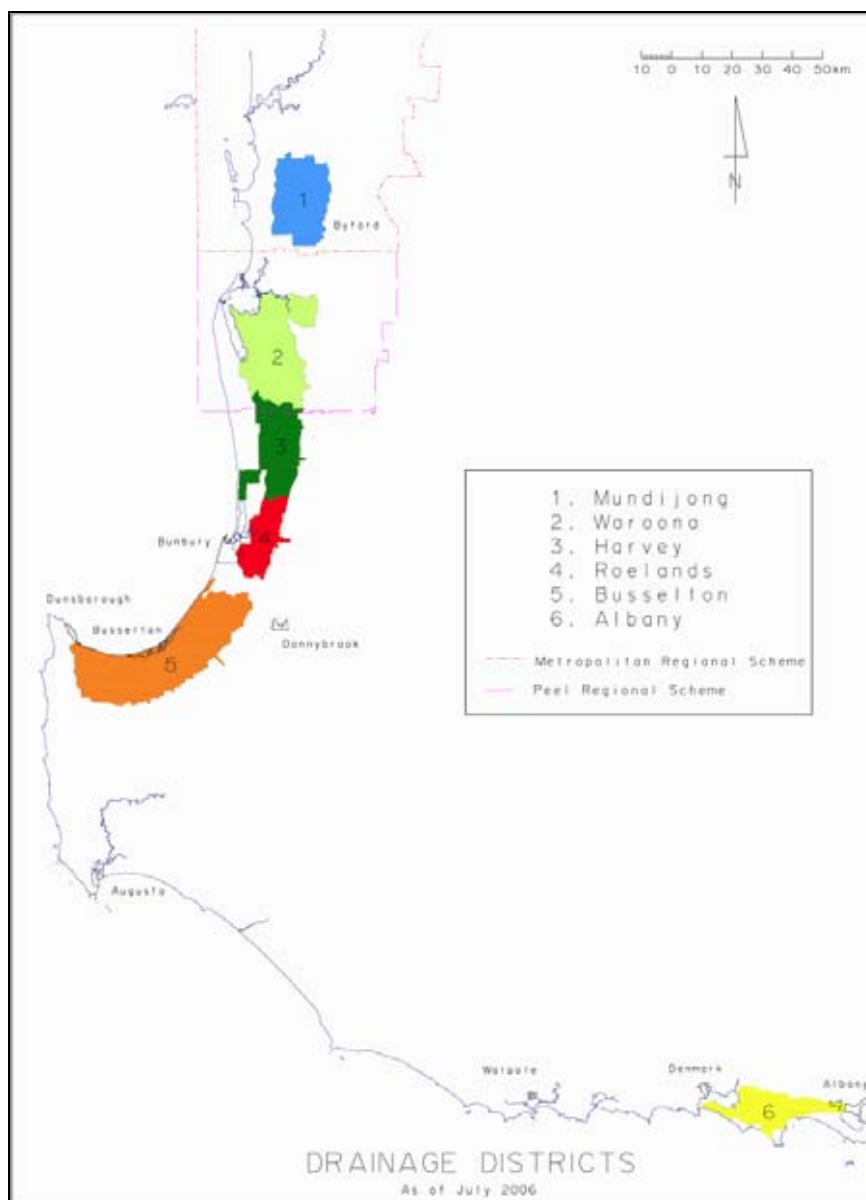 10 0 10 20 30 40 50km
N
1
Byford
2
3
4
Bunbury
Dunsborough
Busselton
5
Donnybrook
1. Mundijong
2. Waroona
3. Harvey
4. Roelands
5. Busselton
6. Albany
Metropolitan Regional Scheme
Peel Regional Scheme
Augusta
Walpole
Denmark
Albany
6
DRAINAGE DISTRICTS
As of July 2006